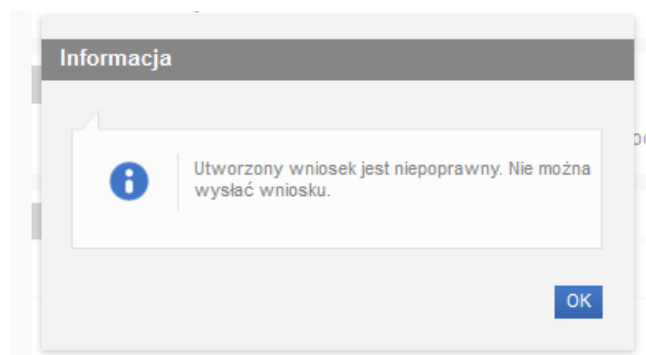 Informacja
Utworzony wniosek jest niepoprawny. Nie można
wysłać wniosku.
OK